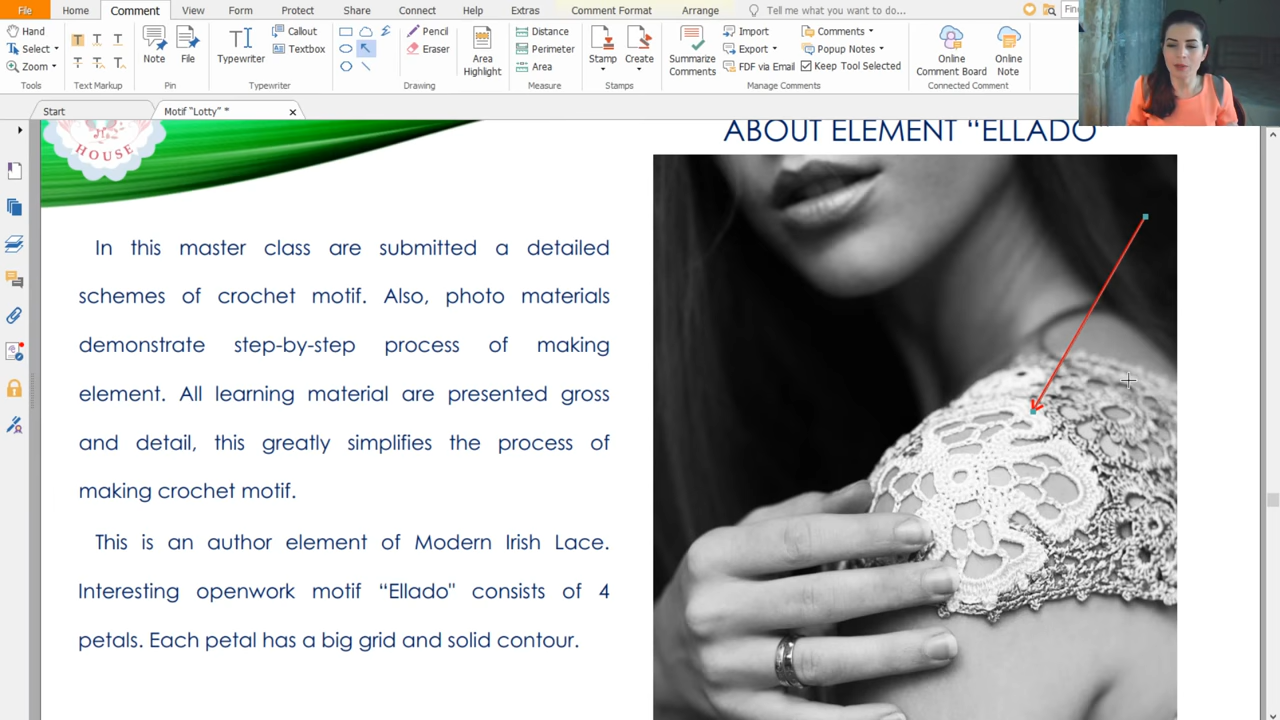 File Home Comment View Form Protect Share Connect Help Extras Comment Format Arrange Tell me what you want to do...
Hand
Select
Zoom
Tools
Text Markup
Note
File
Pin
Typewriter
Callout
Textbox
Typewriter
Pencil
Eraser
Drawing
Area
Highlight
Distance
Perimeter
Area
Measure
Stamp
Create
Stamps
Summarize
Comments
Import
Export
FDF via Email
Comments
Popup Notes
Keep Tool Selected
Manage Comments
Online
Comment Board
Online
Note
Connected Comment
Start
Motif “Lotty” *
HOUSE
ABOUT ELEMENT “ELLADO
In this master class are submitted a detailed
schemes of crochet motif. Also, photo materials
demonstrate step-by-step process of making
element. All learning material are presented gross
and detail, this greatly simplifies the process of
making crochet motif.
This is an author element of Modern Irish Lace.
Interesting openwork motif “Ellado" consists of 4
petals. Each petal has a big grid and solid contour.